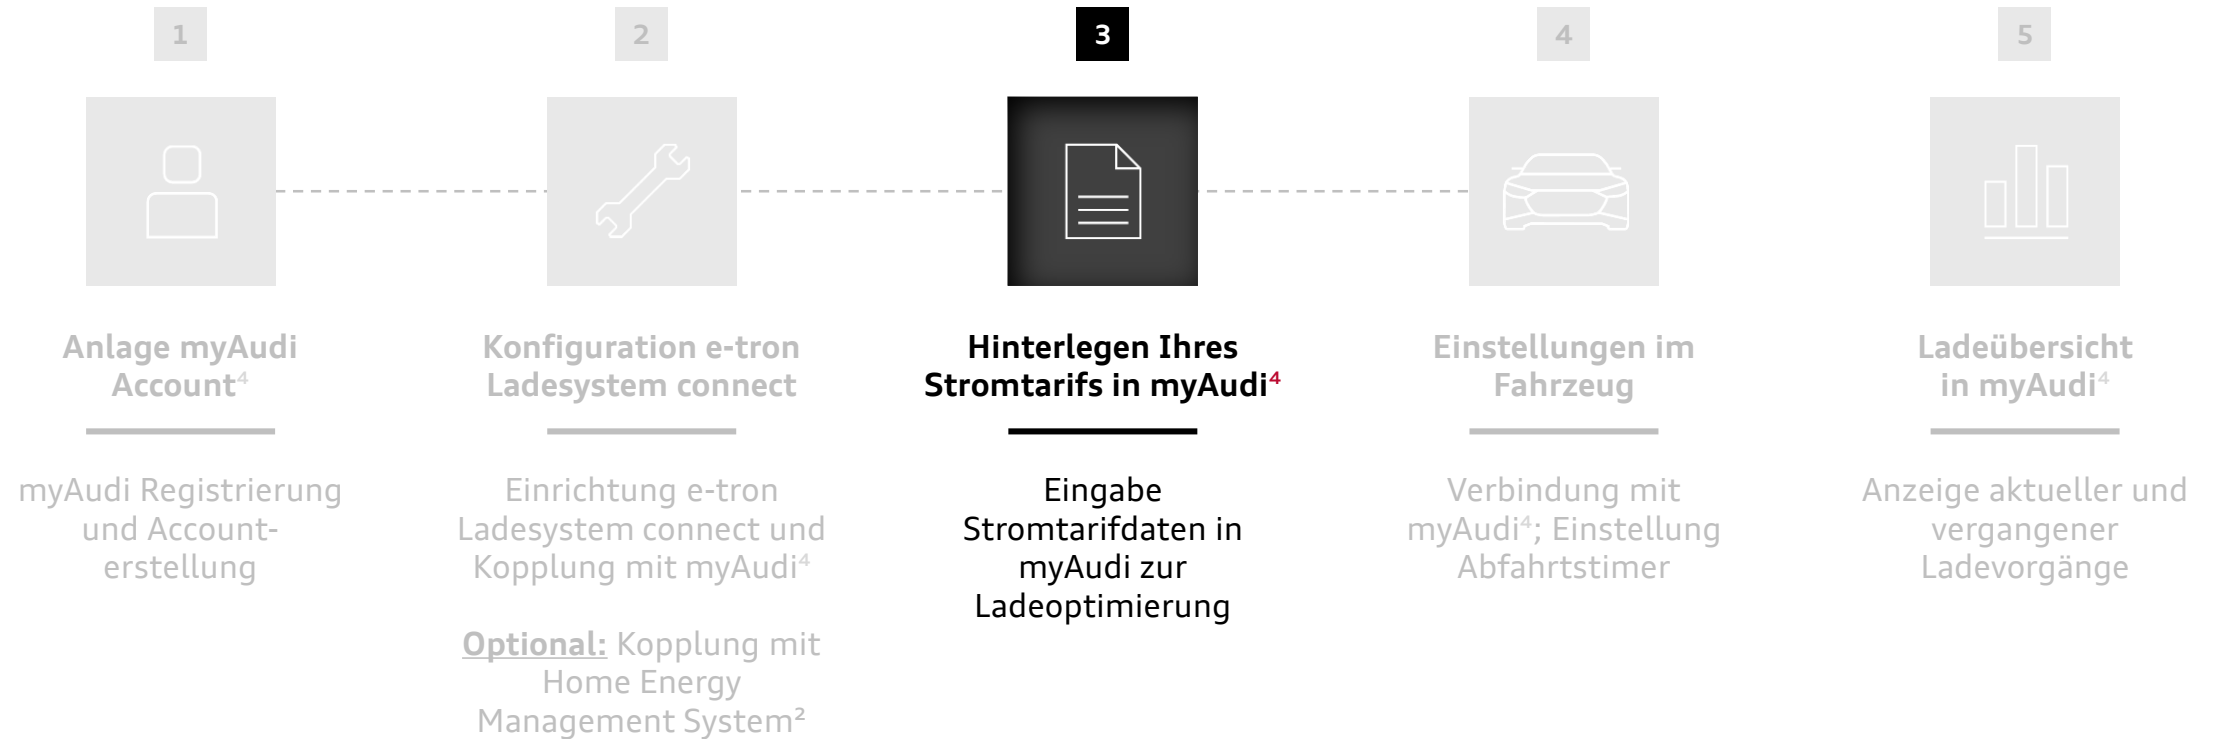 1
Anlage myAudi
Account⁴
myAudi Registrierung
und Account-
erstellung
2
Konfiguration e-tron
Ladesystem connect
Einrichtung e-tron
Ladesystem connect und
Kopplung mit myAudi⁴
Optional: Kopplung mit
Home Energy
Management System²
3
Hinterlegen Ihres
Stromtarifs in myAudi⁴
Eingabe
Stromtarifdaten in
myAudi zur
Ladeoptimierung
4
Einstellungen im
Fahrzeug
Verbindung mit
myAudi⁴; Einstellung
Abfahrtstimer
5
Ladeübersicht
in myAudi⁴
Anzeige aktueller und
vergangener
Ladevorgänge